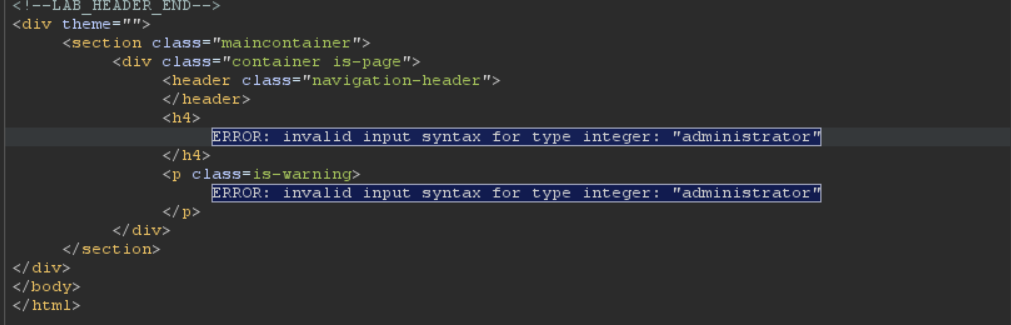 <!--LAB_HEADER_END-->
<div theme="">
<section class="maincontainer">
<div class="container is-page">
<header class="navigation-header">
</header>
<h4>
ERROR: invalid input syntax for type integer: "administrator"
</h4>
<p class=is-warning>
ERROR: invalid input syntax for type integer: "administrator"
</p>
</div>
</section>
</div>
</body>
</html>